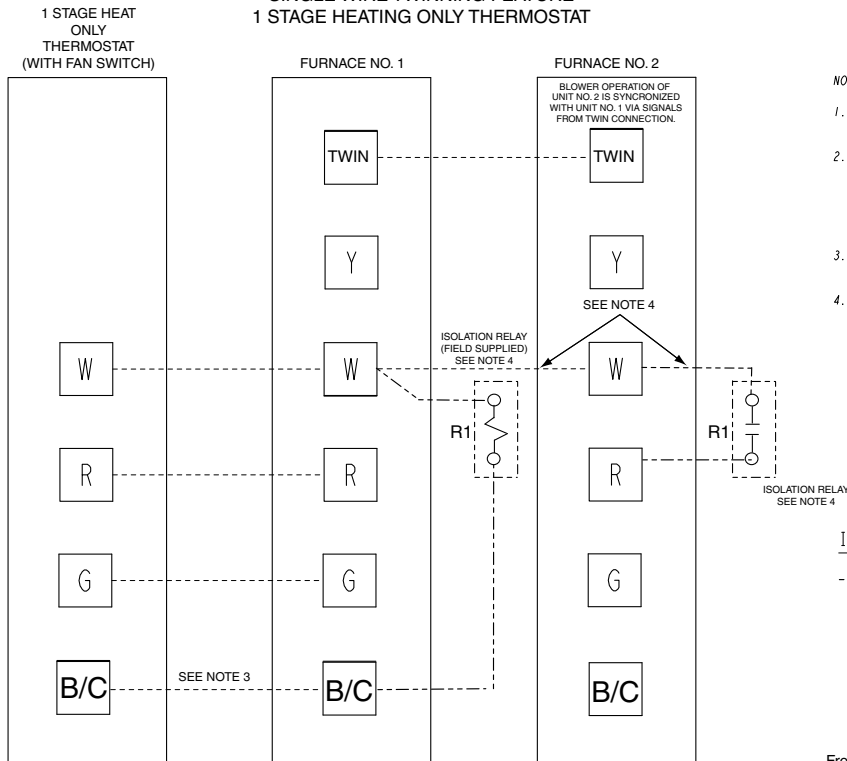 1 STAGE HEATING ONLY THERMOSTAT
1 STAGE HEAT
ONLY
THERMOSTAT
(WITH FAN SWITCH)
FURNACE NO. 1
FURNACE NO. 2
BLOWER OPERATION OF
UNIT NO. 2 IS SYNCRONIZED
WITH UNIT NO. 1 VIA SIGNALS
FROM TWIN CONNECTION.
NO
1.
2.
3.
4.
TWIN
TWIN
Y
Y
SEE NOTE 4
ISOLATION RELAY
(FIELD SUPPLIED)
SEE NOTE 4
W
W
W
R1
R1
R
R
R
ISOLATION RELAY
SEE NOTE 4
G
G
G
SEE NOTE 3
B/C
B/C
B/C